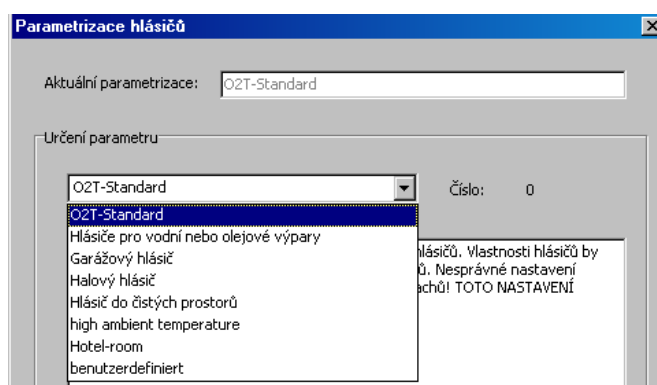 Parametrizace hlásičů
Aktuální parametrizace: O2T-Standard
Určení parametru
O2T-Standard Číslo: 0
O2T-Standard
Hlásiče pro vodní nebo olejové výpary
Garážový hlásič
Halový hlásič
Hlásič do čistých prostorů
high ambient temperature
Hotel-room
benutzerdefiniert
hlásičů. Vlastnosti hlásičů by
Nesprávné nastavení
TOTO NASTAVENÍ